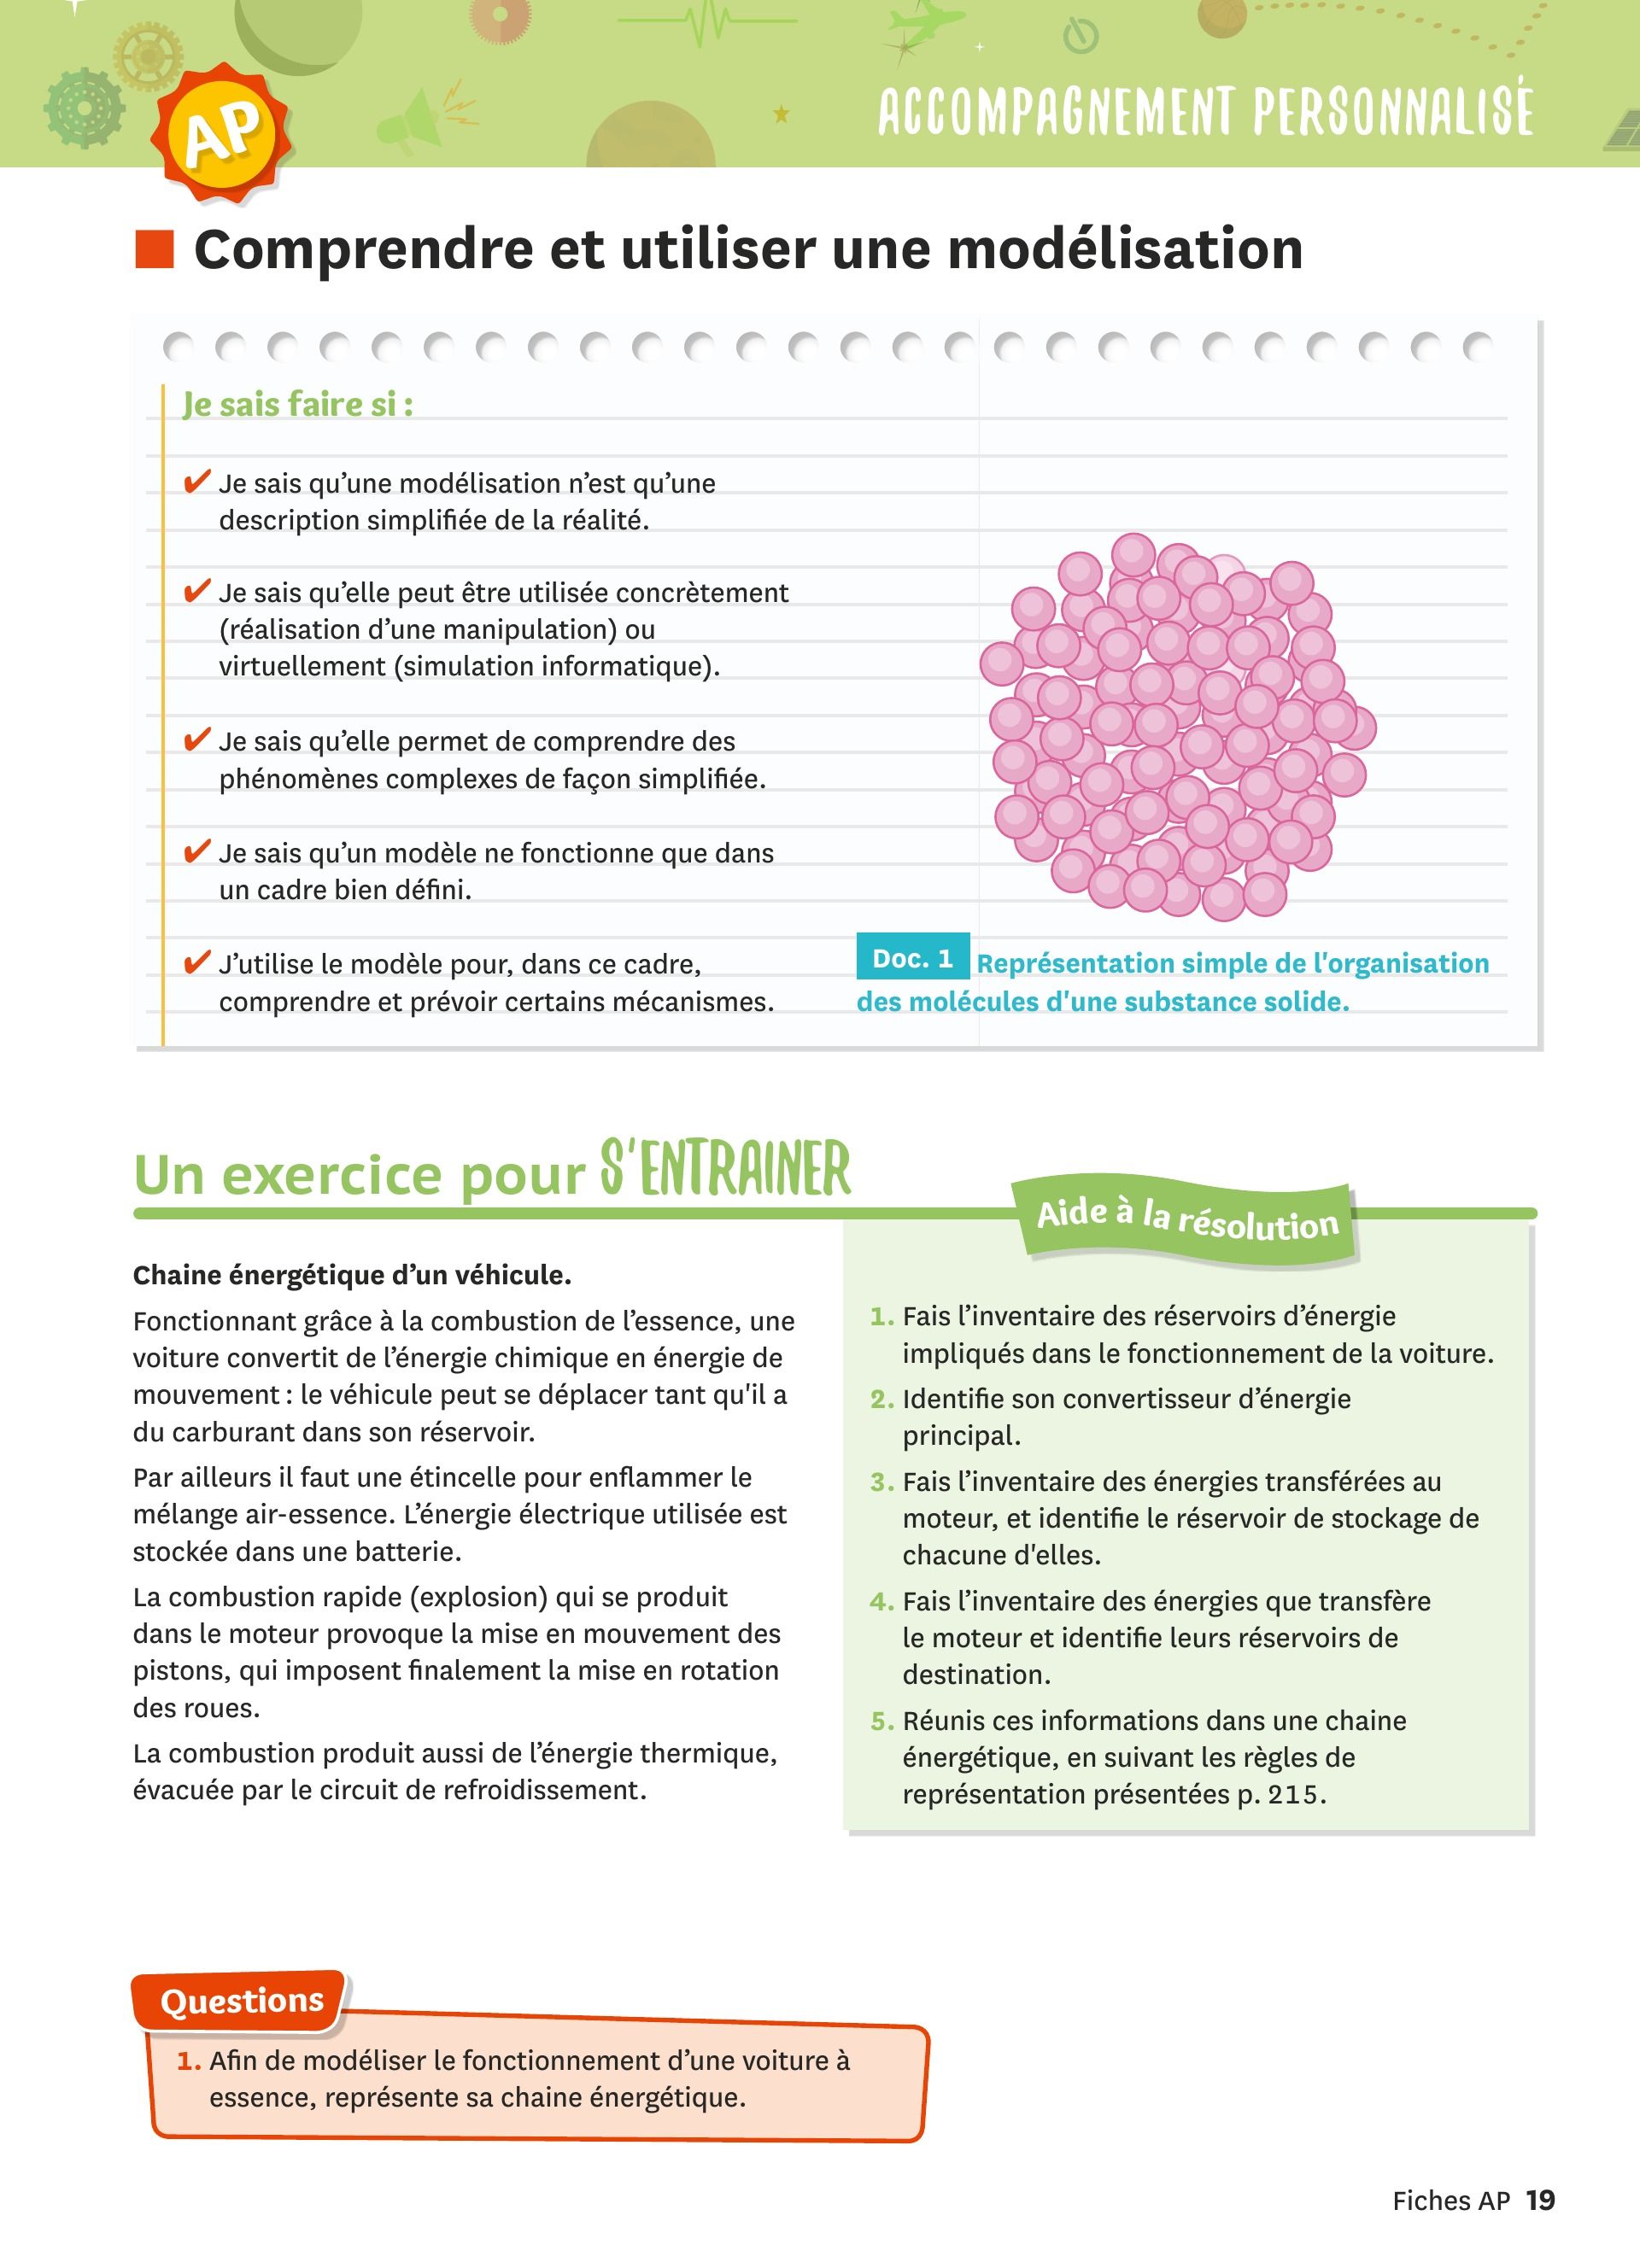 ACCOMPAGNEMENT PERSONNALISÉ
AP
Comprendre et utiliser une modélisation
Je sais faire si :
✔ Je sais qu’une modélisation n’est qu’une
description simplifiée de la réalité.
✔ Je sais qu’elle peut être utilisée concrètement
(réalisation d’une manipulation) ou
virtuellement (simulation informatique).
✔ Je sais qu’elle permet de comprendre des
phénomènes complexes de façon simplifiée.
✔ Je sais qu’un modèle ne fonctionne que dans
un cadre bien défini.
✔ J’utilise le modèle pour, dans ce cadre,
comprendre et prévoir certains mécanismes.
Doc. 1 Représentation simple de l'organisation
des molécules d'une substance solide.
Un exercice pour S'ENTRAINER
Chaine énergétique d’un véhicule.
Fonctionnant grâce à la combustion de l’essence, une
voiture convertit de l’énergie chimique en énergie de
mouvement : le véhicule peut se déplacer tant qu'il a
du carburant dans son réservoir.
Par ailleurs il faut une étincelle pour enflammer le
mélange air-essence. L’énergie électrique utilisée est
stockée dans une batterie.
La combustion rapide (explosion) qui se produit
dans le moteur provoque la mise en mouvement des
pistons, qui imposent finalement la mise en rotation
des roues.
La combustion produit aussi de l’énergie thermique,
évacuée par le circuit de refroidissement.
Aide à la résolution
1. Fais l’inventaire des réservoirs d’énergie
impliqués dans le fonctionnement de la voiture.
2. Identifie son convertisseur d’énergie
principal.
3. Fais l’inventaire des énergies transférées au
moteur, et identifie le réservoir de stockage de
chacune d'elles.
4. Fais l’inventaire des énergies que transfère
le moteur et identifie leurs réservoirs de
destination.
5. Réunis ces informations dans une chaine
énergétique, en suivant les règles de
représentation présentées p. 215.
Questions
1. Afin de modéliser le fonctionnement d’une voiture à
essence, représente sa chaine énergétique.
Fiches AP 19